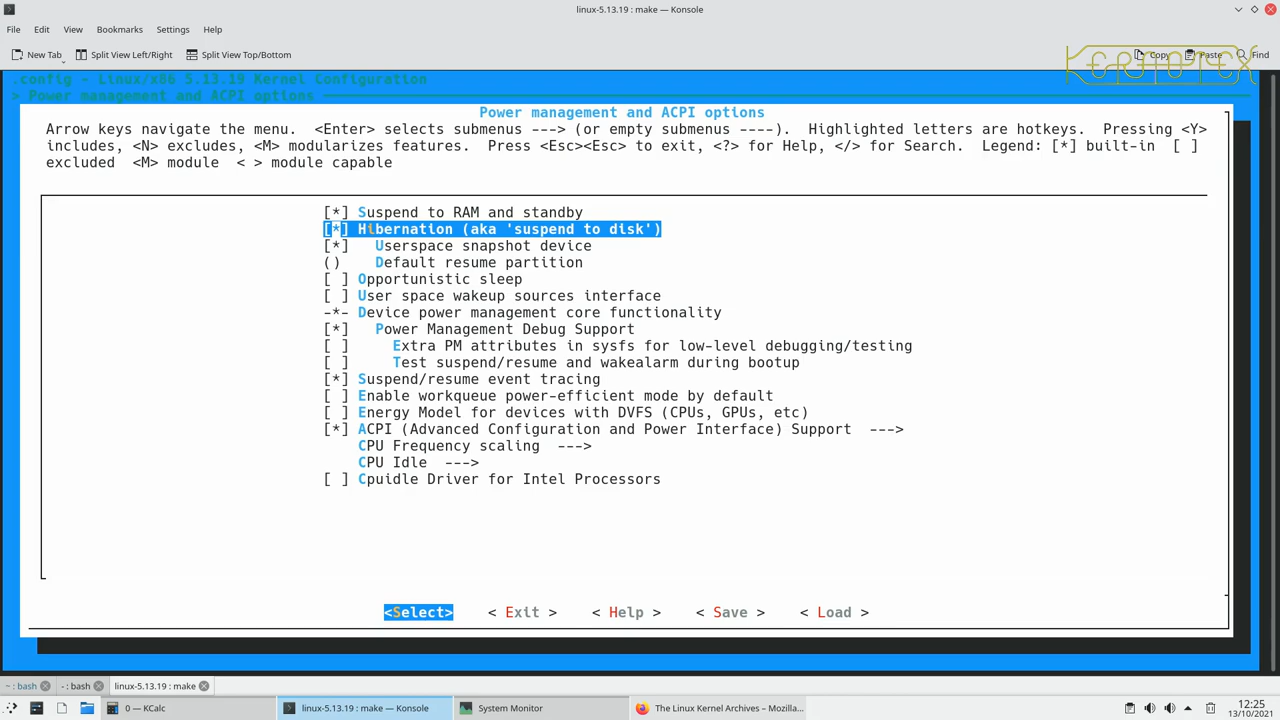 linux-5.13.19 : make — Konsole
File Edit View Bookmarks Settings Help
New Tab Split View Left/Right Split View Top/Bottom Copy Paste Find
KERNOTEX
.config - Linux/x86 5.13.19 Kernel Configuration
> Power management and ACPI options
Power management and ACPI options
Arrow keys navigate the menu. <Enter> selects submenus ---> (or empty submenus ----). Highlighted letters are hotkeys. Pressing <Y>
includes, <N> excludes, <M> modularizes features. Press <Esc><Esc> to exit, <?> for Help, </> for Search. Legend: [*] built-in [ ]
excluded <M> module < > module capable
[*] Suspend to RAM and standby
[*] Hibernation (aka 'suspend to disk')
[*] Userspace snapshot device
() Default resume partition
[ ] Opportunistic sleep
[ ] User space wakeup sources interface
-*- Device power management core functionality
[*] Power Management Debug Support
[ ] Extra PM attributes in sysfs for low-level debugging/testing
[ ] Test suspend/resume and wakealarm during bootup
[*] Suspend/resume event tracing
[ ] Enable workqueue power-efficient mode by default
[ ] Energy Model for devices with DVFS (CPUs, GPUs, etc)
[*] ACPI (Advanced Configuration and Power Interface) Support --->
CPU Frequency scaling --->
CPU Idle --->
[ ] Cpuidle Driver for Intel Processors
<Select> < Exit > < Help > < Save > < Load >
~ : bash - : bash linux-5.13.19 : make
0 — KCalc linux-5.13.19 : make — Konsole System Monitor The Linux Kernel Archives – Mozilla... 12:25
13/10/2021